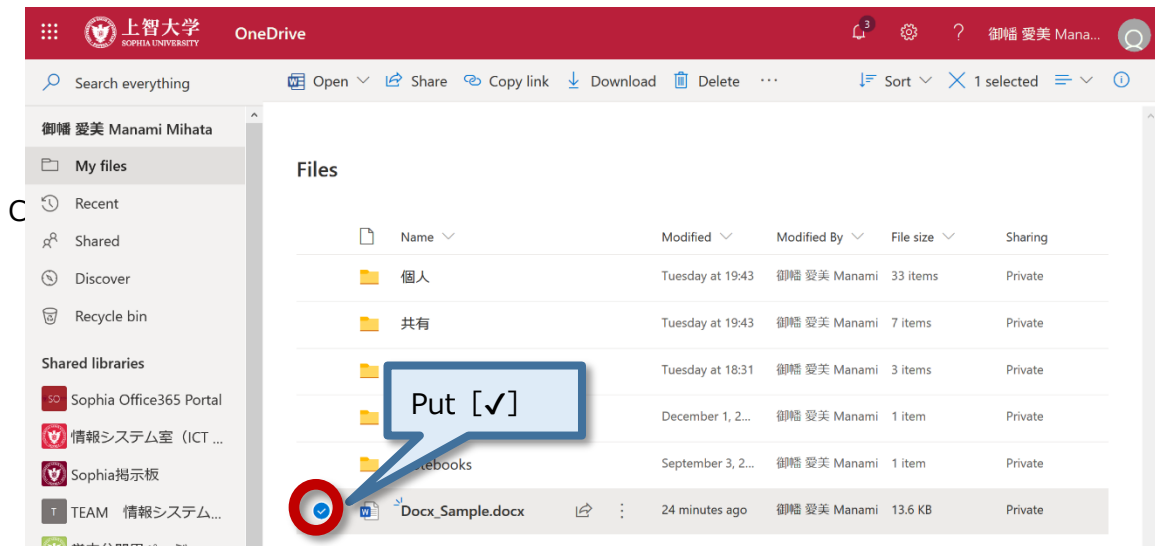 上智大学
SOPHIA UNIVERSITY
OneDrive
3
?
御幡 愛美 Mana...
Search everything
Open
Share
Copy link
Download
Delete
...
Sort
1 selected
御幡 愛美 Manami Mihata
My files
Recent
Shared
Discover
Recycle bin
Shared libraries
SO
Sophia Office365 Portal
情報システム室（ICT ...
Sophia掲示板
T
TEAM 情報システム...
Files
Name
Modified
Modified By
File size
Sharing
個人
Tuesday at 19:43
御幡 愛美 Manami
33 items
Private
共有
Tuesday at 19:43
御幡 愛美 Manami
7 items
Private
Tuesday at 18:31
御幡 愛美 Manami
3 items
Private
December 1, 2...
御幡 愛美 Manami
1 item
Private
September 3, 2...
御幡 愛美 Manami
1 item
Private
Docx_Sample.docx
24 minutes ago
御幡 愛美 Manami
13.6 KB
Private
Put［✓］